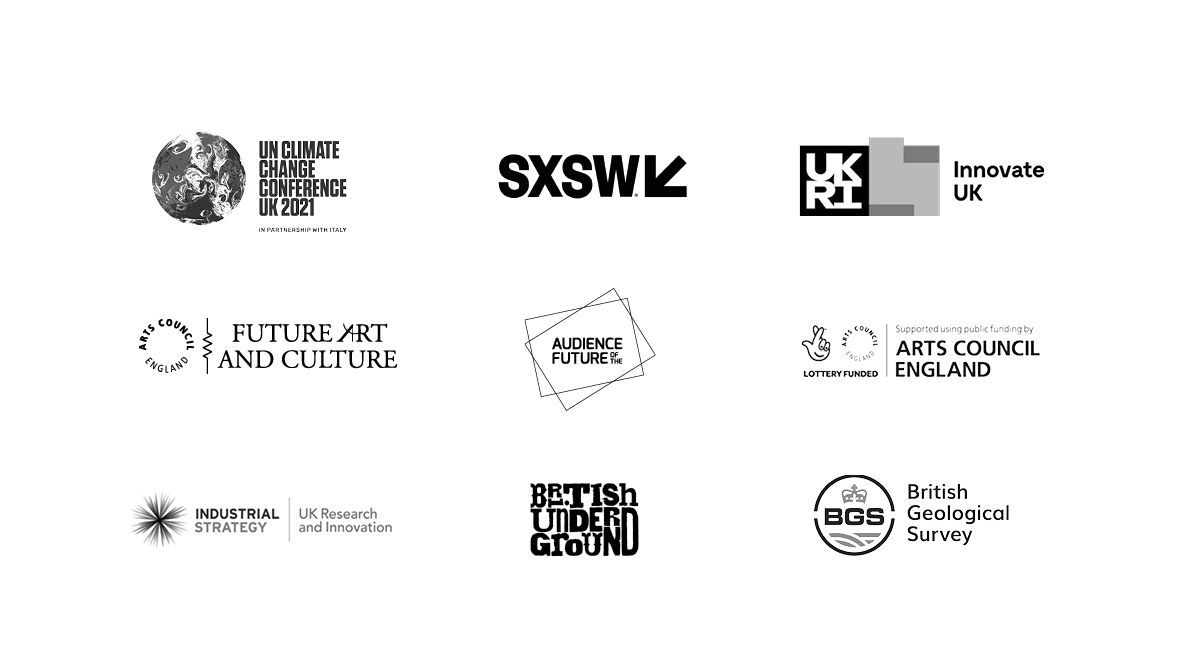 UN CLIMATE
CHANGE
CONFERENCE
UK 2021
IN PARTNERSHIP WITH ITALY
SXSW
UK
RI
Innovate
UK
ARTS COUNCIL
ENGLAND
FUTURE ART
AND CULTURE
AUDIENCE
FUTURE OF THE
LOTTERY FUNDED
ARTS COUNCIL
ENGLAND
Supported using public funding by
ARTS COUNCIL
ENGLAND
INDUSTRIAL
STRATEGY
UK Research
and Innovation
BRITISh
UnDER
GroUND
BGS
British
Geological
Survey